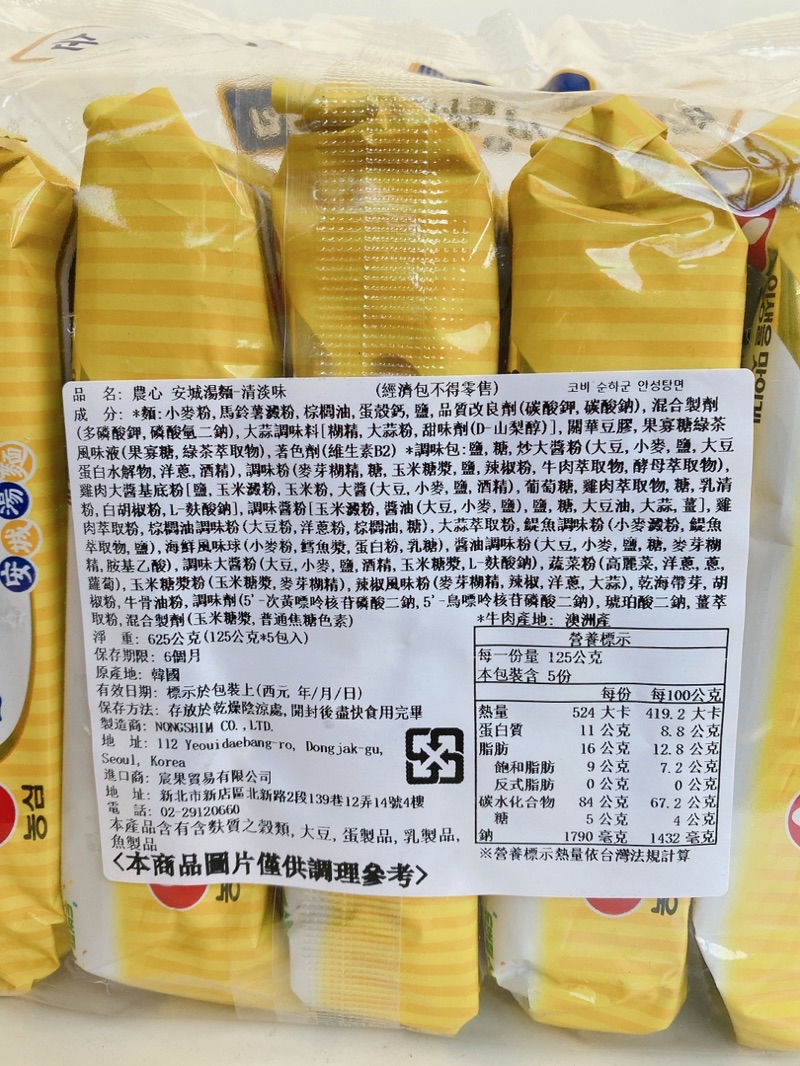 品 名: 農心 安城湯麵-清淡味 (經濟包不得零售) 코비 순하군 안성탕면
成 分: *麵:小麥粉,馬鈴薯澱粉,棕櫚油,蛋殼鈣,鹽,品質改良劑(碳酸鉀,碳酸鈉),混合製劑
(多磷酸鉀,磷酸氫二鈉),大蒜調味料[糊精,大蒜粉,甜味劑(D-山梨醇)],關華豆膠,果寡糖綠茶
風味液(果寡糖,綠茶萃取物),著色劑(維生素B2) *調味包:鹽,糖,炒大醬粉(大豆,小麥,鹽,大豆
蛋白水解物,洋蔥,酒精),調味粉(麥芽糊精,糖,玉米糖漿,鹽,辣椒粉,牛肉萃取物,酵母萃取物),
雞肉大醬基底粉[鹽,玉米澱粉,玉米粉,大醬(大豆,小麥,鹽,酒精),葡萄糖,雞肉萃取物,糖,乳清
粉,白胡椒粉,L-麩酸鈉],調味醬粉[玉米澱粉,醬油(大豆,小麥,鹽),鹽,糖,大豆油,大蒜,薑],雞
肉萃取粉,棕櫚油調味粉(大豆粉,洋蔥粉,棕櫚油,糖),大蒜萃取粉,鯷魚調味粉(小麥澱粉,鯷魚
萃取物,鹽),海鮮風味球(小麥粉,鱈魚漿,蛋白粉,乳糖),醬油調味粉(大豆,小麥,鹽,糖,麥芽糊
精,胺基乙酸),調味大醬粉(大豆,小麥,鹽,酒精,玉米糖漿,L-麩酸鈉),蔬菜粉(高麗菜,洋蔥,蔥,
蘿蔔),玉米糖漿粉(玉米糖漿,麥芽糊精),辣椒風味粉(麥芽糊精,辣椒,洋蔥,大蒜),乾海帶芽,胡
椒粉,牛骨油粉,調味劑(5'-次黃嘌呤核苷磷酸二鈉,5'-鳥嘌呤核苷磷酸二鈉),琥珀酸二鈉,薑萃
取粉,混合製劑(玉米糖漿,普通焦糖色素) *牛肉產地: 澳洲產
淨 重: 625公克(125公克*5包入)
保存期限: 6個月
原產地: 韓國
有效日期: 標示於包裝上(西元 年/月/日)
保存方法: 存放於乾燥陰涼處,開封後盡快食用完畢
製造商: NONGSHIM CO.,LTD.
地 址: 112 Yeouidaebang-ro, Dongjak-gu,
Seoul, Korea
進口商: 宸果貿易有限公司
地 址: 新北市新店區北新路2段139巷12弄14號4樓
電 話: 02-29120660
本產品含有含麩質之穀類,大豆,蛋製品,乳製品,
魚製品
<本商品圖片僅供調理參考>
營養標示
每一份量 125公克
本包裝含 5份
每份 每100公克
熱量 524 大卡 419.2 大卡
蛋白質 11 公克 8.8 公克
脂肪 16 公克 12.8 公克
飽和脂肪 9 公克 7.2 公克
反式脂肪 0 公克 0 公克
碳水化合物 84 公克 67.2 公克
糖 5 公克 4 公克
鈉 1790 毫克 1432 毫克
※營養標示熱量依台灣法規計算
安城湯麵
농심